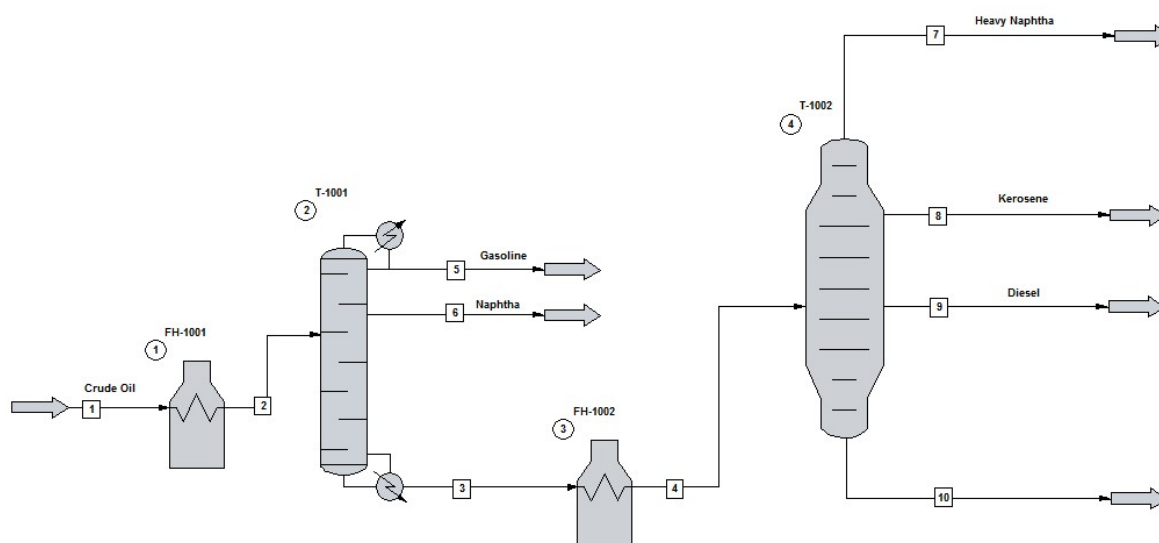 Heavy Naphtha
7
T-1002
4
T-1001
2
Kerosene
8
Gasoline
5
Naphtha
6
Diesel
9
FH-1001
1
Crude Oil
1
2
FH-1002
3
3
4
10